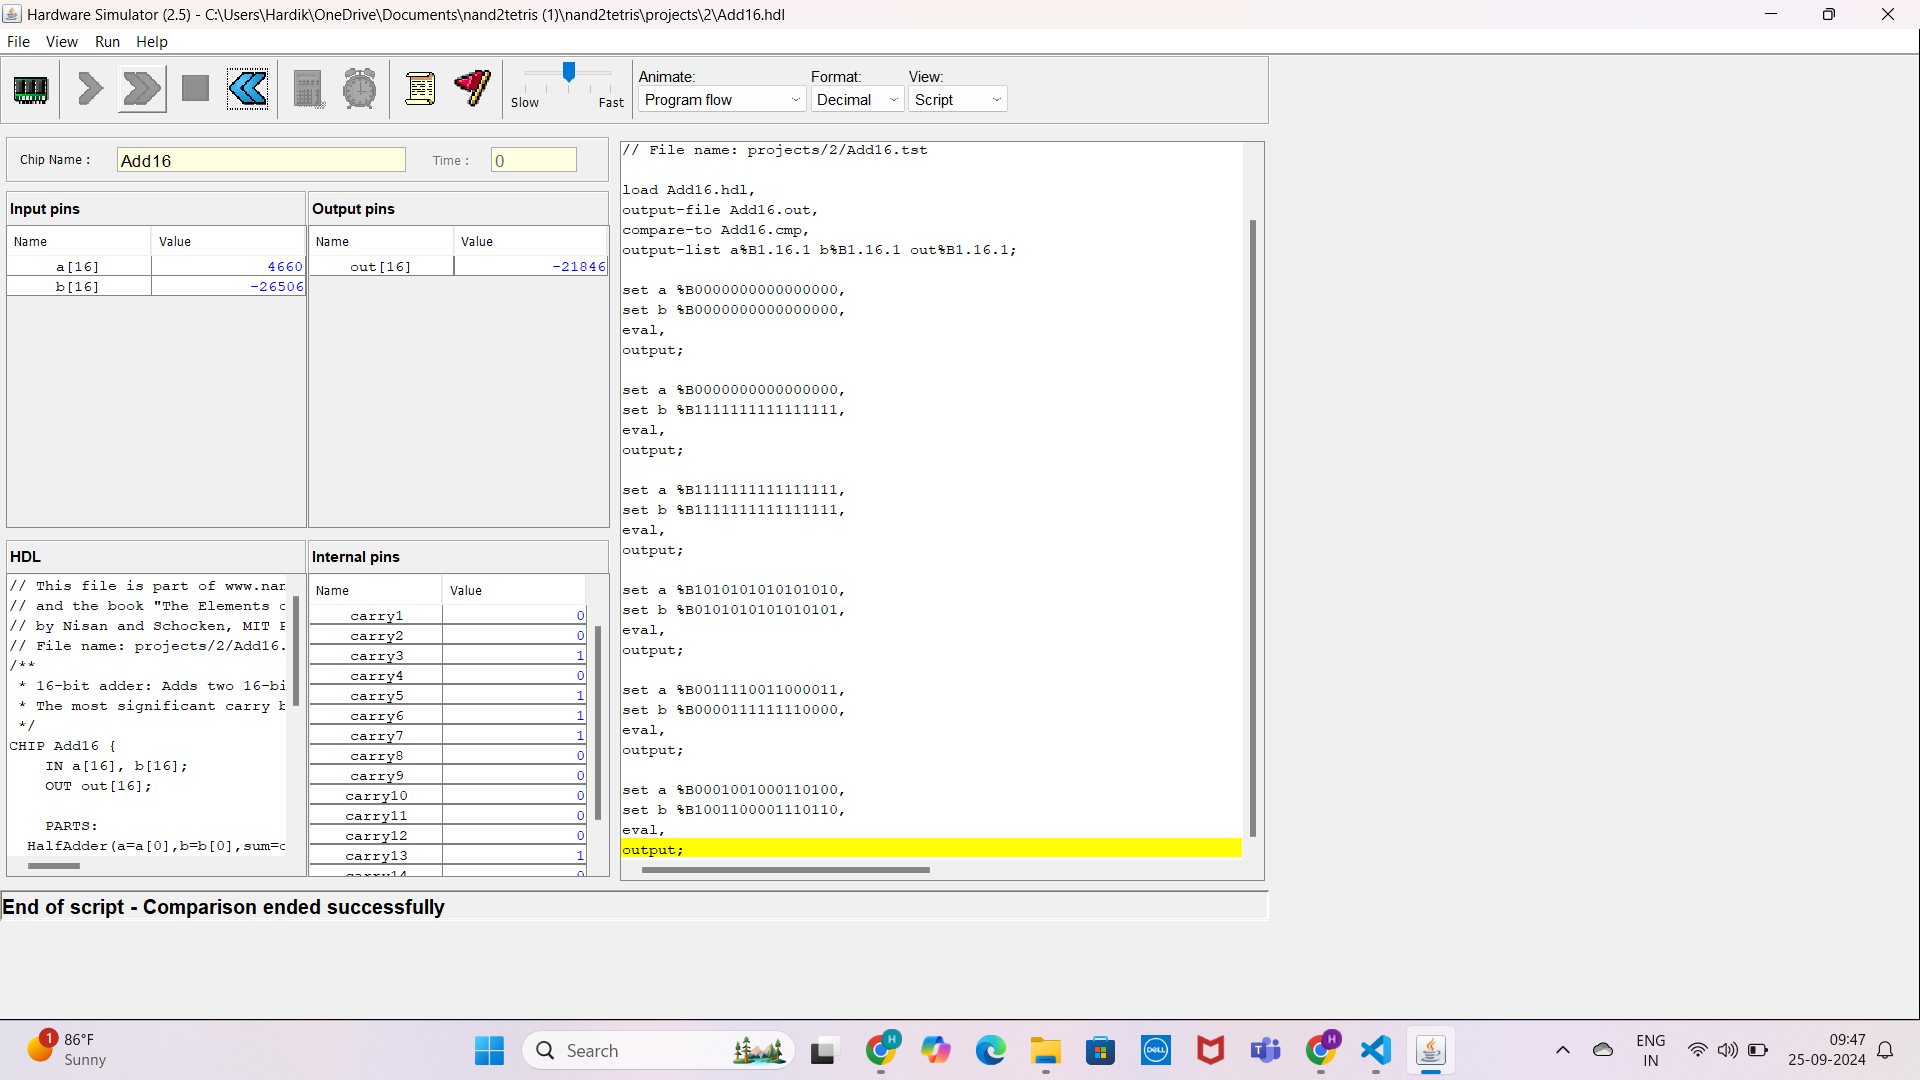 Hardware Simulator (2.5) - C:\Users\Hardik\OneDrive\Documents\nand2tetris (1)\nand2tetris\projects\2\Add16.hdl
File View Run Help
Slow Fast
Animate: Format: View:
Program flow Decimal Script
Chip Name : Add16 Time : 0
Input pins
Name Value
a[16] 4660
b[16] -26506
Output pins
Name Value
out[16] -21846
HDL
// This file is part of www.nan
// and the book "The Elements o
// by Nisan and Schocken, MIT P
// File name: projects/2/Add16.
/**
* 16-bit adder: Adds two 16-bi
* The most significant carry b
*/
CHIP Add16 {
IN a[16], b[16];
OUT out[16];
PARTS:
HalfAdder(a=a[0],b=b[0],sum=o
Internal pins
Name Value
carry1 0
carry2 0
carry3 1
carry4 0
carry5 1
carry6 1
carry7 1
carry8 0
carry9 0
carry10 0
carry11 0
carry12 0
carry13 1
carry14 0
// File name: projects/2/Add16.tst
load Add16.hdl,
output-file Add16.out,
compare-to Add16.cmp,
output-list a%B1.16.1 b%B1.16.1 out%B1.16.1;
set a %B0000000000000000,
set b %B0000000000000000,
eval,
output;
set a %B0000000000000000,
set b %B1111111111111111,
eval,
output;
set a %B1111111111111111,
set b %B1111111111111111,
eval,
output;
set a %B1010101010101010,
set b %B0101010101010101,
eval,
output;
set a %B0011110011000011,
set b %B0000111111110000,
eval,
output;
set a %B0001001000110100,
set b %B1001100001110110,
eval,
output;
End of script - Comparison ended successfully
1
86°F
Sunny
Search
H
DELL
H
ENG
IN
09:47
25-09-2024